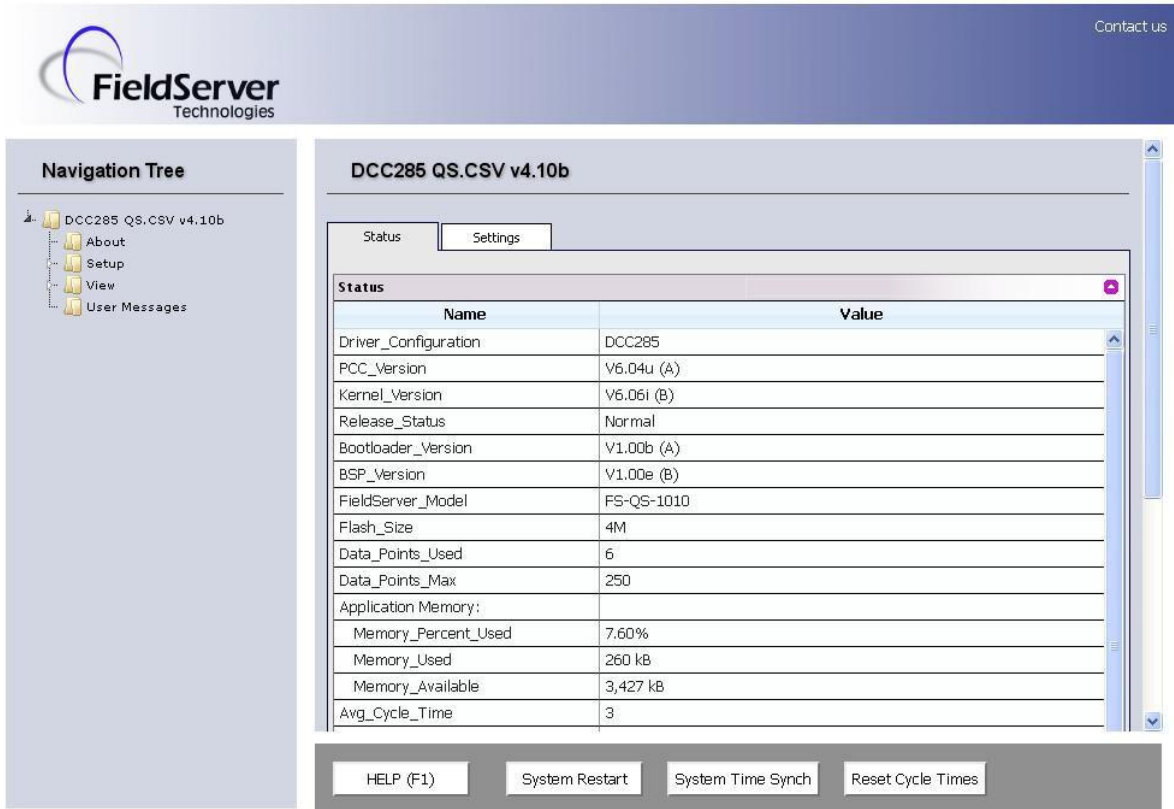 Contact us
FieldServer
Technologies
Navigation Tree
DCC285 QS.CSV v4.10b
About
Setup
View
User Messages
DCC285 QS.CSV v4.10b
Status Settings
Status
Name Value
Driver_Configuration DCC285
PCC_Version V6.04u (A)
Kernel_Version V6.06i (B)
Release_Status Normal
Bootloader_Version V1.00b (A)
BSP_Version V1.00e (B)
FieldServer_Model FS-QS-1010
Flash_Size 4M
Data_Points_Used 6
Data_Points_Max 250
Application Memory:
Memory_Percent_Used 7.60%
Memory_Used 260 kB
Memory_Available 3,427 kB
Avg_Cycle_Time 3
HELP (F1) System Restart System Time Synch Reset Cycle Times